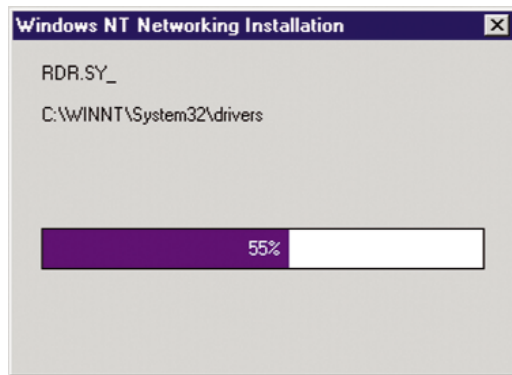 Windows NT Networking Installation
RDR.SY_
C:\WINNT\System32\drivers
55%